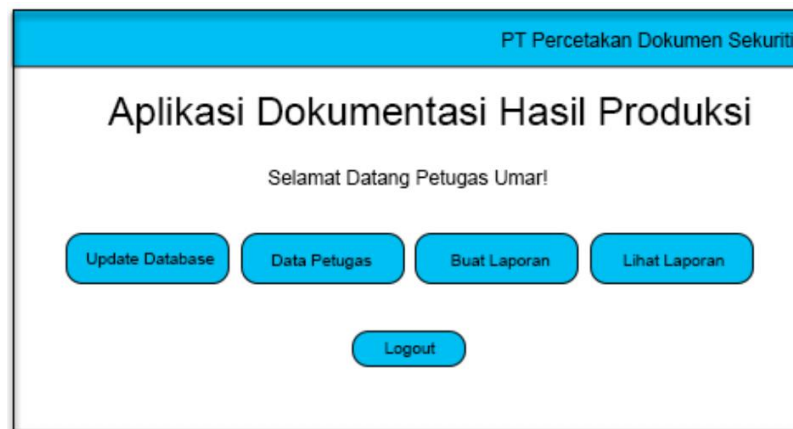 PT Percetakan Dokumen Sekuriti
Aplikasi Dokumentasi Hasil Produksi
Selamat Datang Petugas Umar!
Update Database
Data Petugas
Buat Laporan
Lihat Laporan
Logout